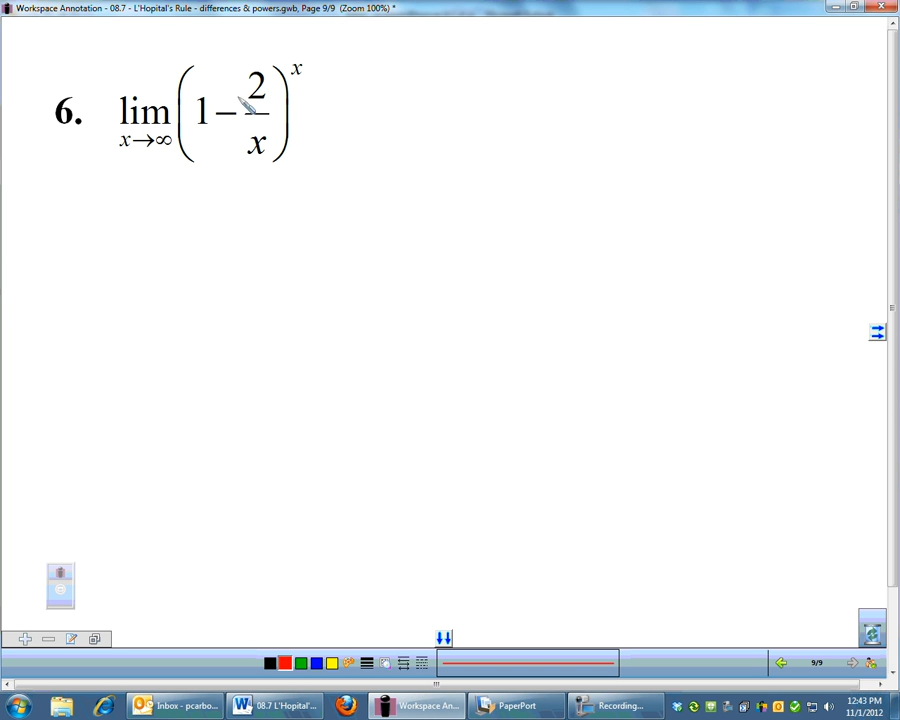 Workspace Annotation - 08.7 - L'Hopital's Rule - differences & powers.gwb, Page 9/9 (Zoom 100%) *
6. lim x→∞ (1 − 2/x)^x
9/9
Inbox - pcarbo...
08.7 L'Hopital'...
Workspace An...
PaperPort
Recording...
12:43 PM
11/1/2012